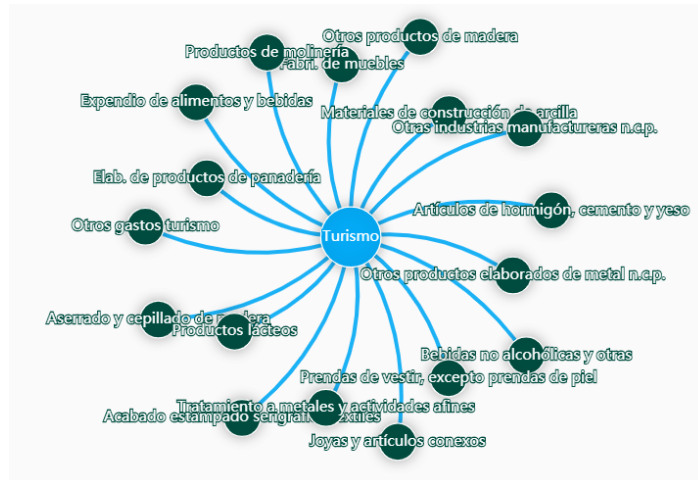 Otros productos de madera
Productos de molinería
Fabri. de muebles
Expendio de alimentos y bebidas
Materiales de construcción de arcilla
Otras industrias manufactureras n.c.p.
Elab. de productos de panadería
Artículos de hormigón, cemento y yeso
Otros gastos turismo
Turismo
Otros productos elaborados de metal n.c.p.
Aserrado y cepillado de madera
Productos lácteos
Bebidas no alcohólicas y otras
Prendas de vestir, excepto prendas de piel
Tratamiento a metales y actividades afines
Acabado estampado serigrafía textiles
Joyas y artículos conexos